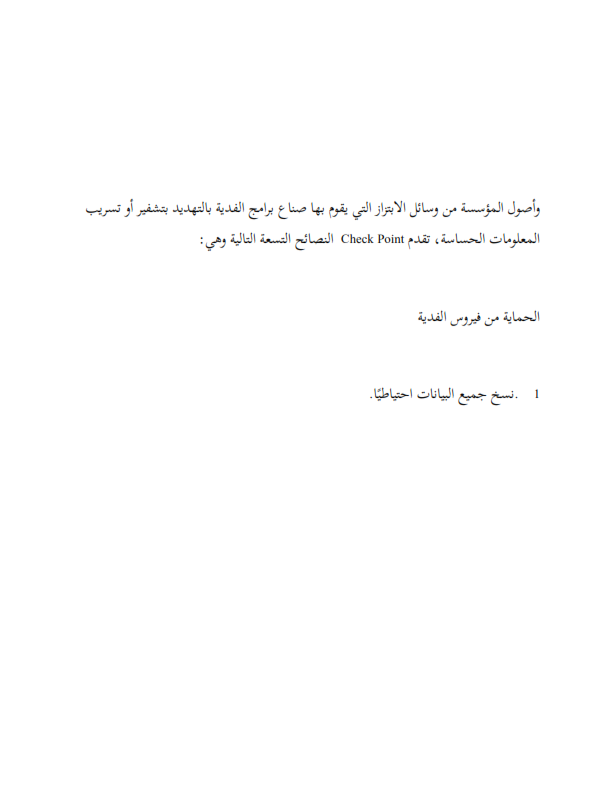 وأصول المؤسسة من وسائل الابتزاز التي يقوم بها صناع برامج الفدية بالتهديد بتشفير أو تسريب
المعلومات الحساسة، تقدم Check Point النصائح التسعة التالية وهي:
الحماية من فيروس الفدية
1 .نسخ جميع البيانات احتياطيًا.